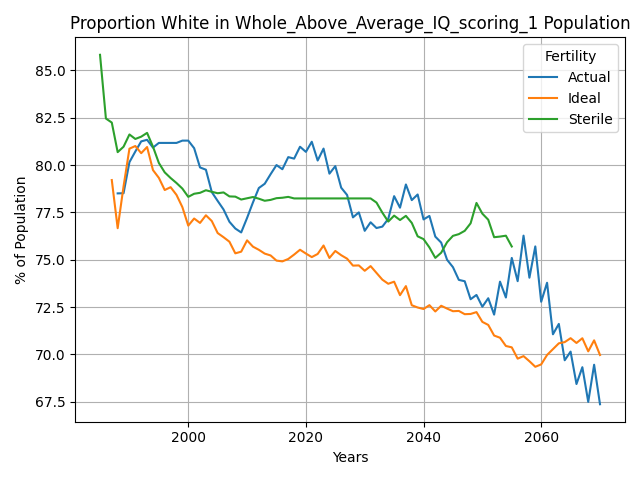 Proportion White in Whole_Above_Average_IQ_scoring_1 Population
% of Population
85.0
82.5
80.0
77.5
75.0
72.5
70.0
67.5
Fertility
Actual
Ideal
Sterile
2000
2020
2040
2060
Years